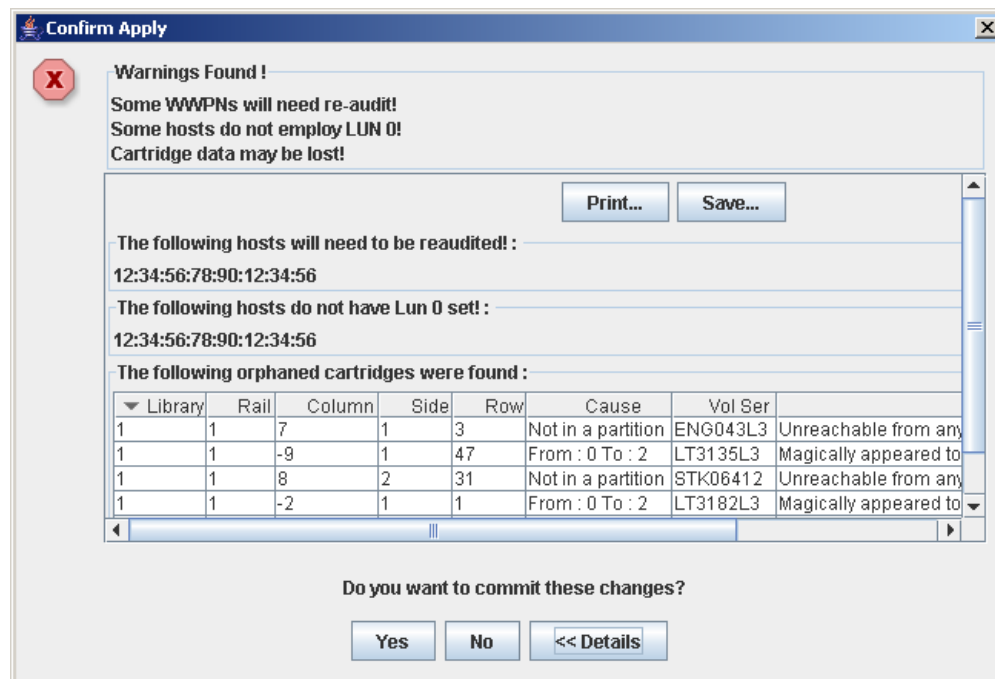 Confirm Apply
Warnings Found !
Some WWPNs will need re-audit!
Some hosts do not employ LUN 0!
Cartridge data may be lost!
Print... Save...
The following hosts will need to be reaudited! :
12:34:56:78:90:12:34:56
The following hosts do not have Lun 0 set! :
12:34:56:78:90:12:34:56
The following orphaned cartridges were found :
Library Rail Column Side Row Cause Vol Ser
1 1 7 1 3 Not in a partition ENG043L3 Unreachable from any
1 1 -9 1 47 From : 0 To : 2 LT3135L3 Magically appeared to
1 1 8 2 31 Not in a partition STK06412 Unreachable from any
1 1 -2 1 1 From : 0 To : 2 LT3182L3 Magically appeared to
Do you want to commit these changes?
Yes No << Details